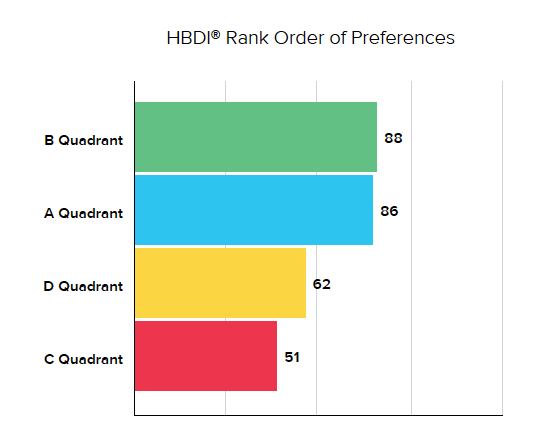 HBDI® Rank Order of Preferences
B Quadrant 88
A Quadrant 86
D Quadrant 62
C Quadrant 51